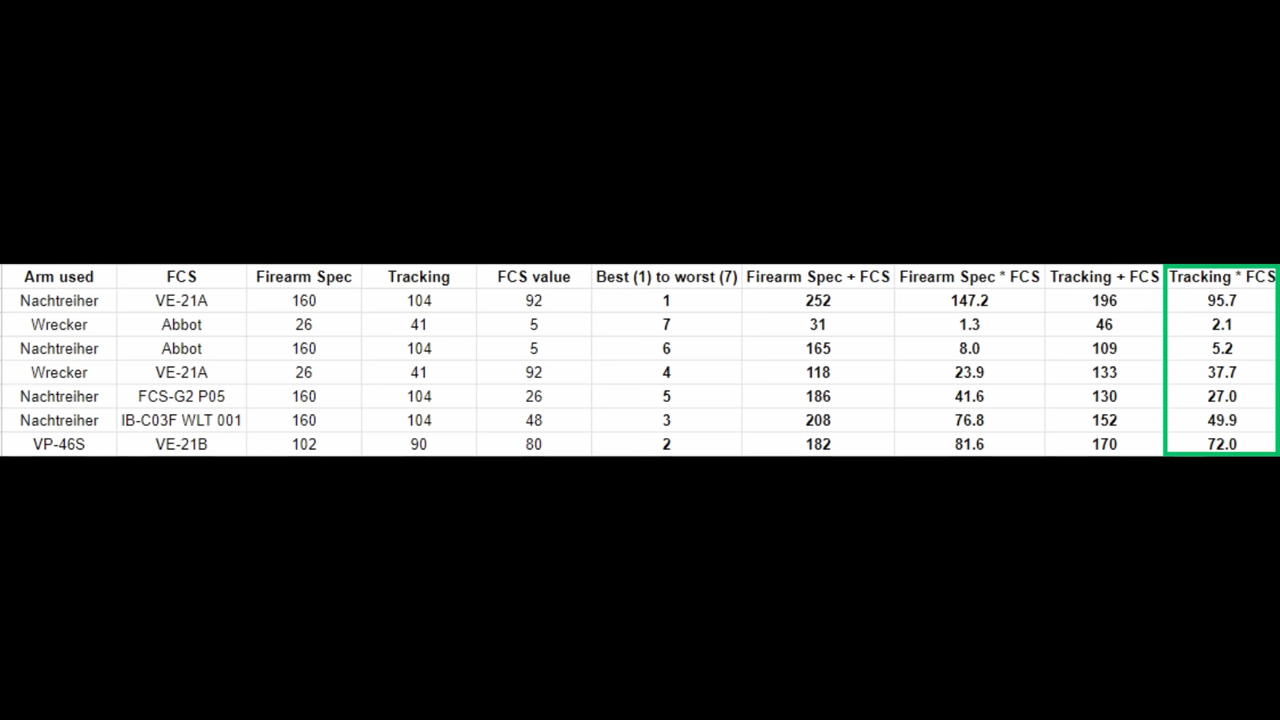 Arm used FCS Firearm Spec Tracking FCS value Best (1) to worst (7) Firearm Spec + FCS Firearm Spec * FCS Tracking + FCS Tracking * FCS
Nachtreiher VE-21A 160 104 92 1 252 147.2 196 95.7
Wrecker Abbot 26 41 5 7 31 1.3 46 2.1
Nachtreiher Abbot 160 104 5 6 165 8.0 109 5.2
Wrecker VE-21A 26 41 92 4 118 23.9 133 37.7
Nachtreiher FCS-G2 P05 160 104 26 5 186 41.6 130 27.0
Nachtreiher IB-C03F WLT 001 160 104 48 3 208 76.8 152 49.9
VP-46S VE-21B 102 90 80 2 182 81.6 170 72.0